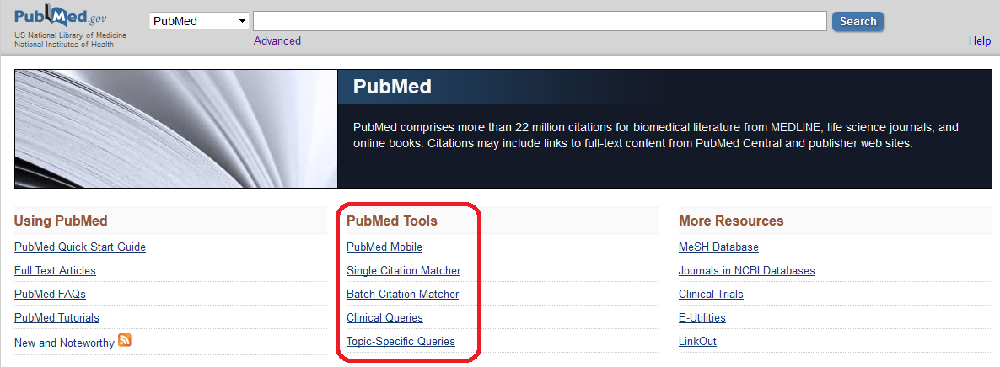 PubMed.gov
US National Library of Medicine
National Institutes of Health
PubMed
Search
Advanced
Help
PubMed
PubMed comprises more than 22 million citations for biomedical literature from MEDLINE, life science journals, and
online books. Citations may include links to full-text content from PubMed Central and publisher web sites.
Using PubMed
PubMed Quick Start Guide
Full Text Articles
PubMed FAQs
PubMed Tutorials
New and Noteworthy
PubMed Tools
PubMed Mobile
Single Citation Matcher
Batch Citation Matcher
Clinical Queries
Topic-Specific Queries
More Resources
MeSH Database
Journals in NCBI Databases
Clinical Trials
E-Utilities
LinkOut